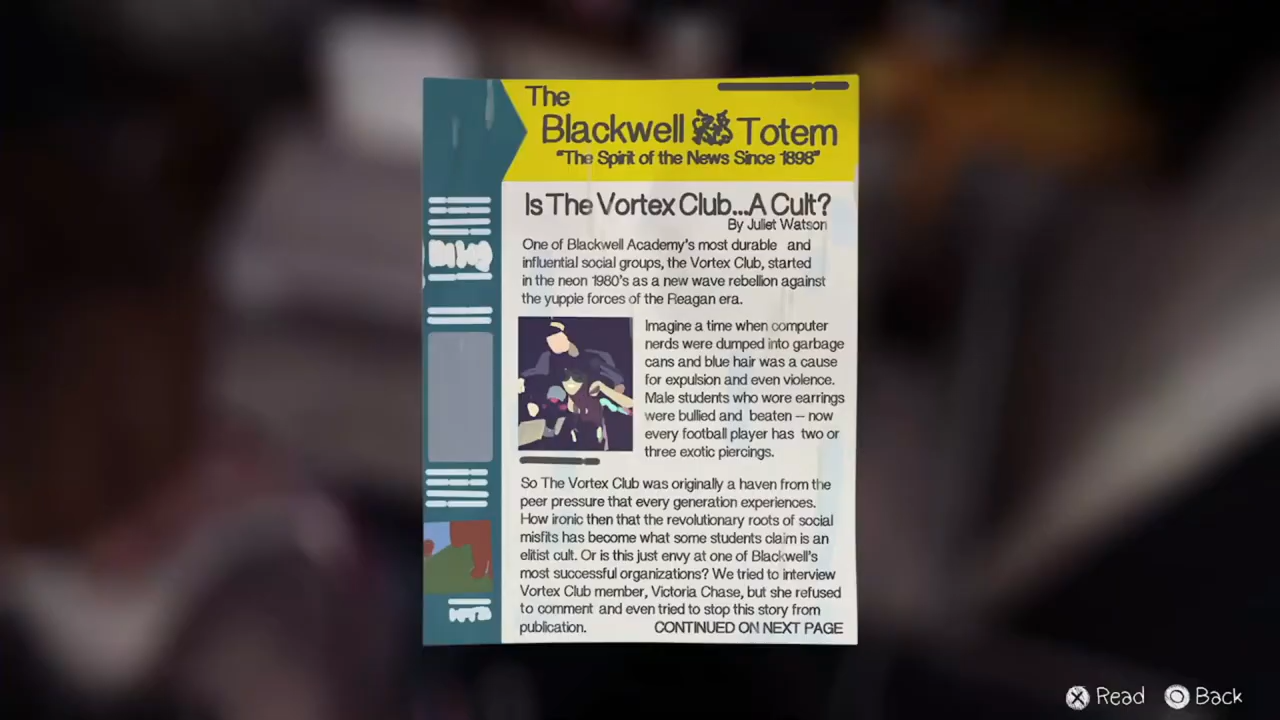 The
Blackwell Totem
"The Spirit of the News Since 1898"
Is The Vortex Club...A Cult?
By Juliet Watson
One of Blackwell Academy's most durable and
influential social groups, the Vortex Club, started
in the neon 1980's as a new wave rebellion against
the yuppie forces of the Reagan era.
Imagine a time when computer
nerds were dumped into garbage
cans and blue hair was a cause
for expulsion and even violence.
Male students who wore earrings
were bullied and beaten – now
every football player has two or
three exotic piercings.
So The Vortex Club was originally a haven from the
peer pressure that every generation experiences.
How ironic then that the revolutionary roots of social
misfits has become what some students claim is an
elitist cult. Or is this just envy at one of Blackwell's
most successful organizations? We tried to interview
Vortex Club member, Victoria Chase, but she refused
to comment and even tried to stop this story from
publication. CONTINUED ON NEXT PAGE
Read Back